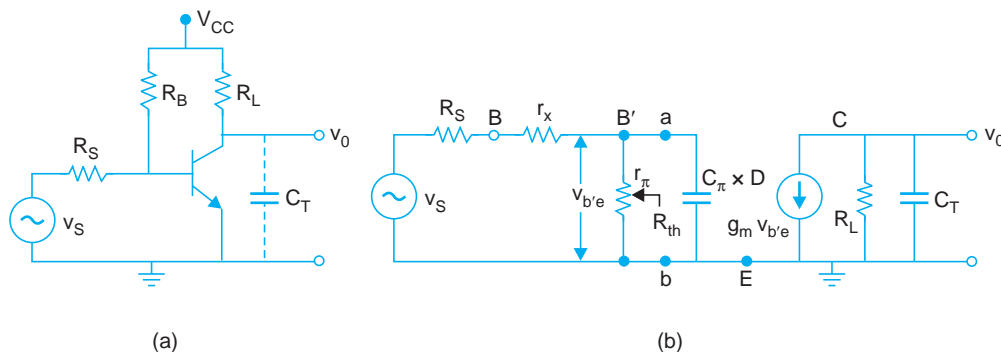 V_CC
R_B
R_L
R_S
v_S
C_T
v_0
(a)
R_S
B
r_x
B′
a
C
v_0
v_S
v_b′e
r_π
R_th
C_π × D
g_m v_b′e
R_L
C_T
b
E
(b)